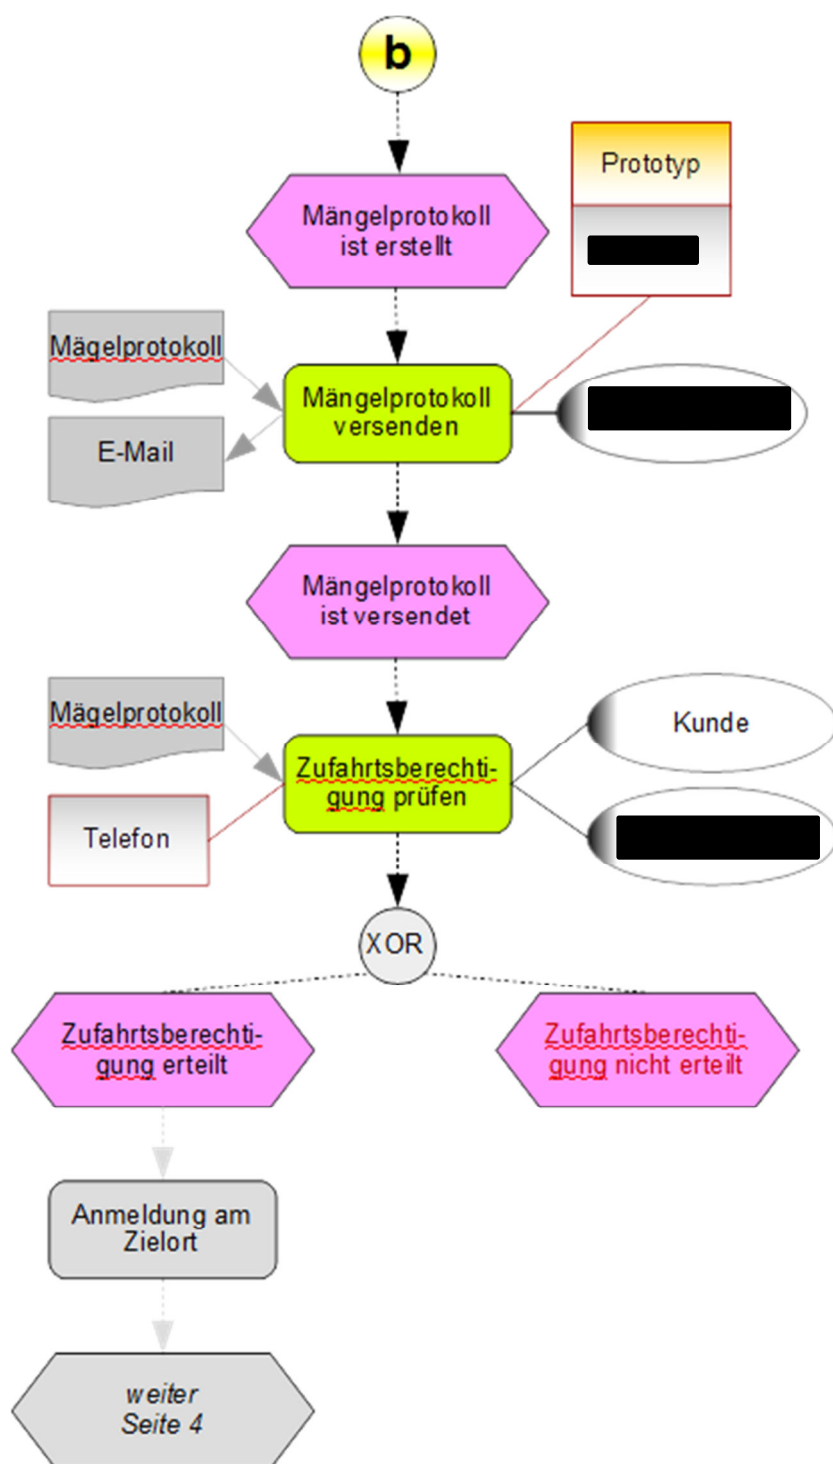 b
Prototyp
Mängelprotokoll
ist erstellt
Mägelprotokoll
Mängelprotokoll
versenden
E-Mail
Mängelprotokoll
ist versendet
Mägelprotokoll
Kunde
Zufahrtsberechti-
gung prüfen
Telefon
XOR
Zufahrtsberechti-
gung erteilt
Zufahrtsberechti-
gung nicht erteilt
Anmeldung am
Zielort
weiter
Seite 4